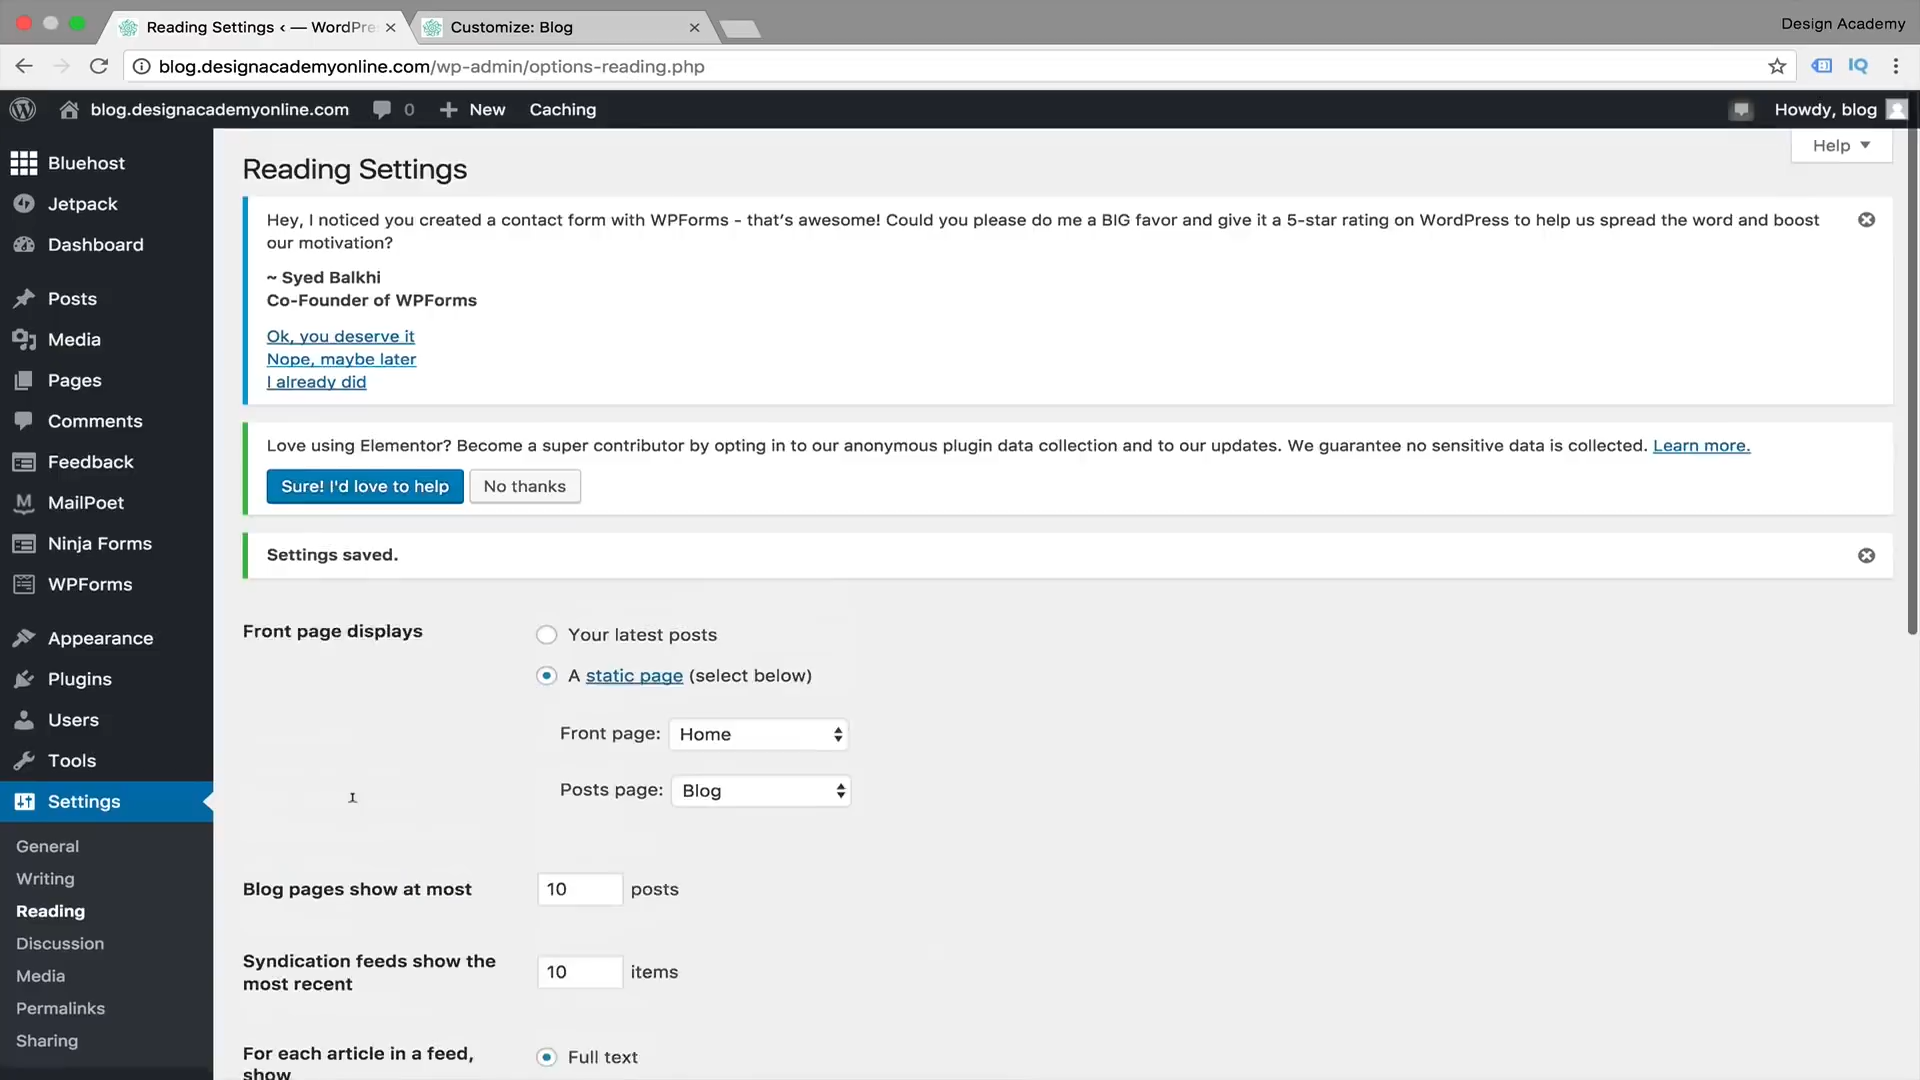 Reading Settings ‹ — WordPre
Customize: Blog
Design Academy
blog.designacademyonline.com/wp-admin/options-reading.php
IQ
blog.designacademyonline.com
0
New
Caching
Howdy, blog
Bluehost
Jetpack
Dashboard
Posts
Media
Pages
Comments
Feedback
MailPoet
Ninja Forms
WPForms
Appearance
Plugins
Users
Tools
Settings
General
Writing
Reading
Discussion
Media
Permalinks
Sharing
Help
Reading Settings
Hey, I noticed you created a contact form with WPForms - that’s awesome! Could you please do me a BIG favor and give it a 5-star rating on WordPress to help us spread the word and boost
our motivation?
~ Syed Balkhi
Co-Founder of WPForms
Ok, you deserve it
Nope, maybe later
I already did
Love using Elementor? Become a super contributor by opting in to our anonymous plugin data collection and to our updates. We guarantee no sensitive data is collected. Learn more.
Sure! I'd love to help
No thanks
Settings saved.
Front page displays
Your latest posts
A static page (select below)
Front page: Home
Posts page: Blog
Blog pages show at most
10 posts
Syndication feeds show the
most recent
10 items
For each article in a feed,
show
Full text